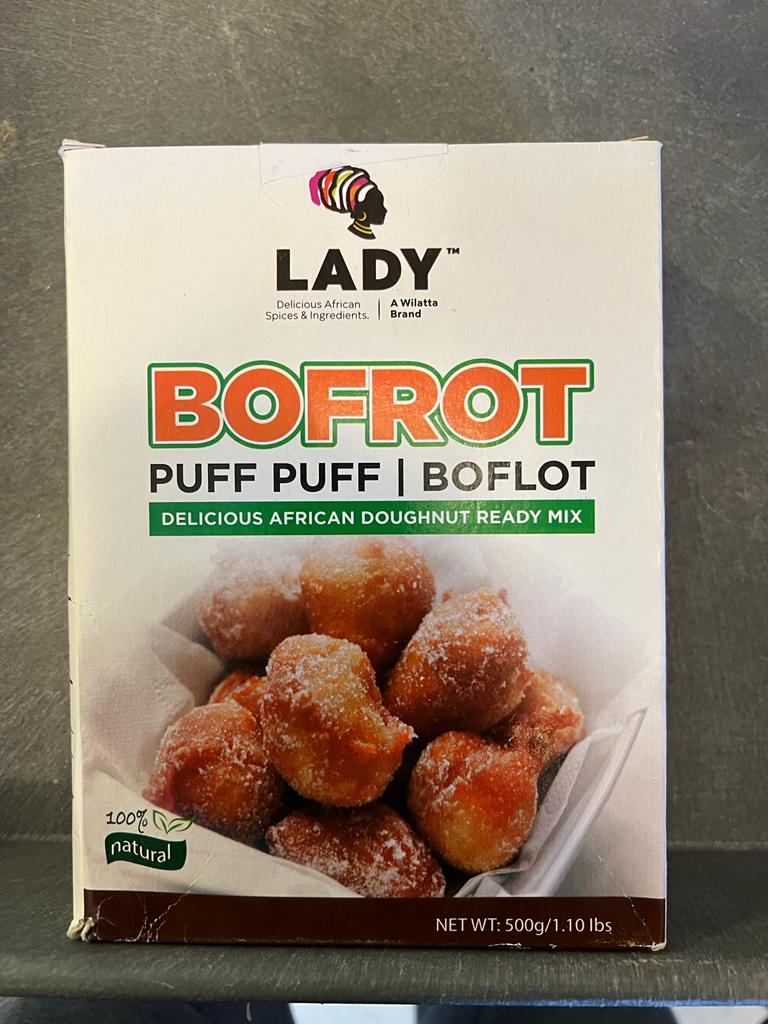 LADY™
Delicious African
Spices & Ingredients.
A Wilatta
Brand
BOFROT
PUFF PUFF | BOFLOT
DELICIOUS AFRICAN DOUGHNUT READY MIX
100%
natural
NET WT: 500g/1.10 lbs